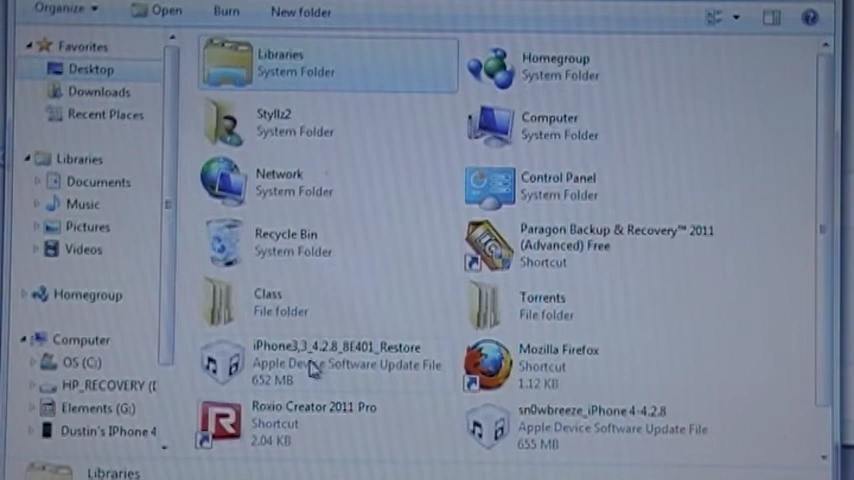 Organize
Open
Burn
New folder
Favorites
Desktop
Downloads
Recent Places
Libraries
Documents
Music
Pictures
Videos
Homegroup
Computer
OS (C:)
HP_RECOVERY (D
Elements (G:)
Dustin's IPhone 4
Libraries
System Folder
Homegroup
System Folder
Styllz2
System Folder
Computer
System Folder
Network
System Folder
Control Panel
System Folder
Recycle Bin
System Folder
Paragon Backup & Recovery™ 2011
(Advanced) Free
Shortcut
Class
File folder
Torrents
File folder
iPhone3,3_4.2.8_8E401_Restore
Apple Device Software Update File
652 MB
Mozilla Firefox
Shortcut
1.12 KB
Roxio Creator 2011 Pro
Shortcut
2.04 KB
sn0wbreeze_iPhone 4-4.2.8
Apple Device Software Update File
655 MB
Libraries